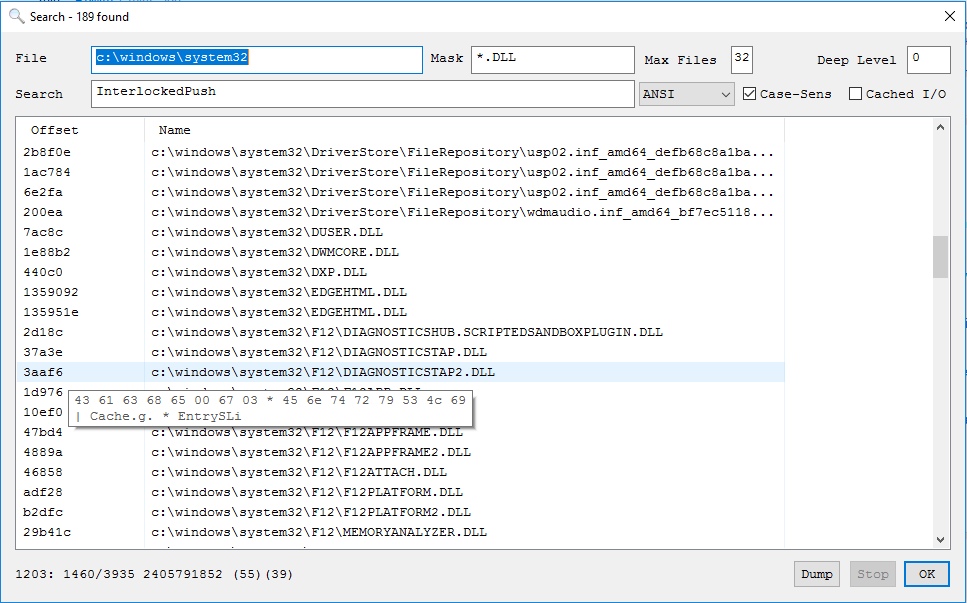 Search - 189 found
File c:\windows\system32 Mask *.DLL Max Files 32 Deep Level 0
Search InterlockedPush ANSI Case-Sens Cached I/O
Offset Name
2b8f0e c:\windows\system32\DriverStore\FileRepository\usp02.inf_amd64_defb68c8a1ba...
1ac784 c:\windows\system32\DriverStore\FileRepository\usp02.inf_amd64_defb68c8a1ba...
6e2fa c:\windows\system32\DriverStore\FileRepository\usp02.inf_amd64_defb68c8a1ba...
200ea c:\windows\system32\DriverStore\FileRepository\wdmaudio.inf_amd64_bf7ec5118...
7ac8c c:\windows\system32\DUSER.DLL
1e88b2 c:\windows\system32\DWMCORE.DLL
440c0 c:\windows\system32\DXP.DLL
1359092 c:\windows\system32\EDGEHTML.DLL
135951e c:\windows\system32\EDGEHTML.DLL
2d18c c:\windows\system32\F12\DIAGNOSTICSHUB.SCRIPTEDSANDBOXPLUGIN.DLL
37a3e c:\windows\system32\F12\DIAGNOSTICSTAP.DLL
3aaf6 c:\windows\system32\F12\DIAGNOSTICSTAP2.DLL
1d976
43 61 63 68 65 00 67 03 * 45 6e 74 72 79 53 4c 69
10ef0 | Cache.g. * EntrySLi
47bd4 c:\windows\system32\F12\F12APPFRAME.DLL
4889a c:\windows\system32\F12\F12APPFRAME2.DLL
46858 c:\windows\system32\F12\F12ATTACH.DLL
adf28 c:\windows\system32\F12\F12PLATFORM.DLL
b2dfc c:\windows\system32\F12\F12PLATFORM2.DLL
29b41c c:\windows\system32\F12\MEMORYANALYZER.DLL
1203: 1460/3935 2405791852 (55)(39) Dump Stop OK